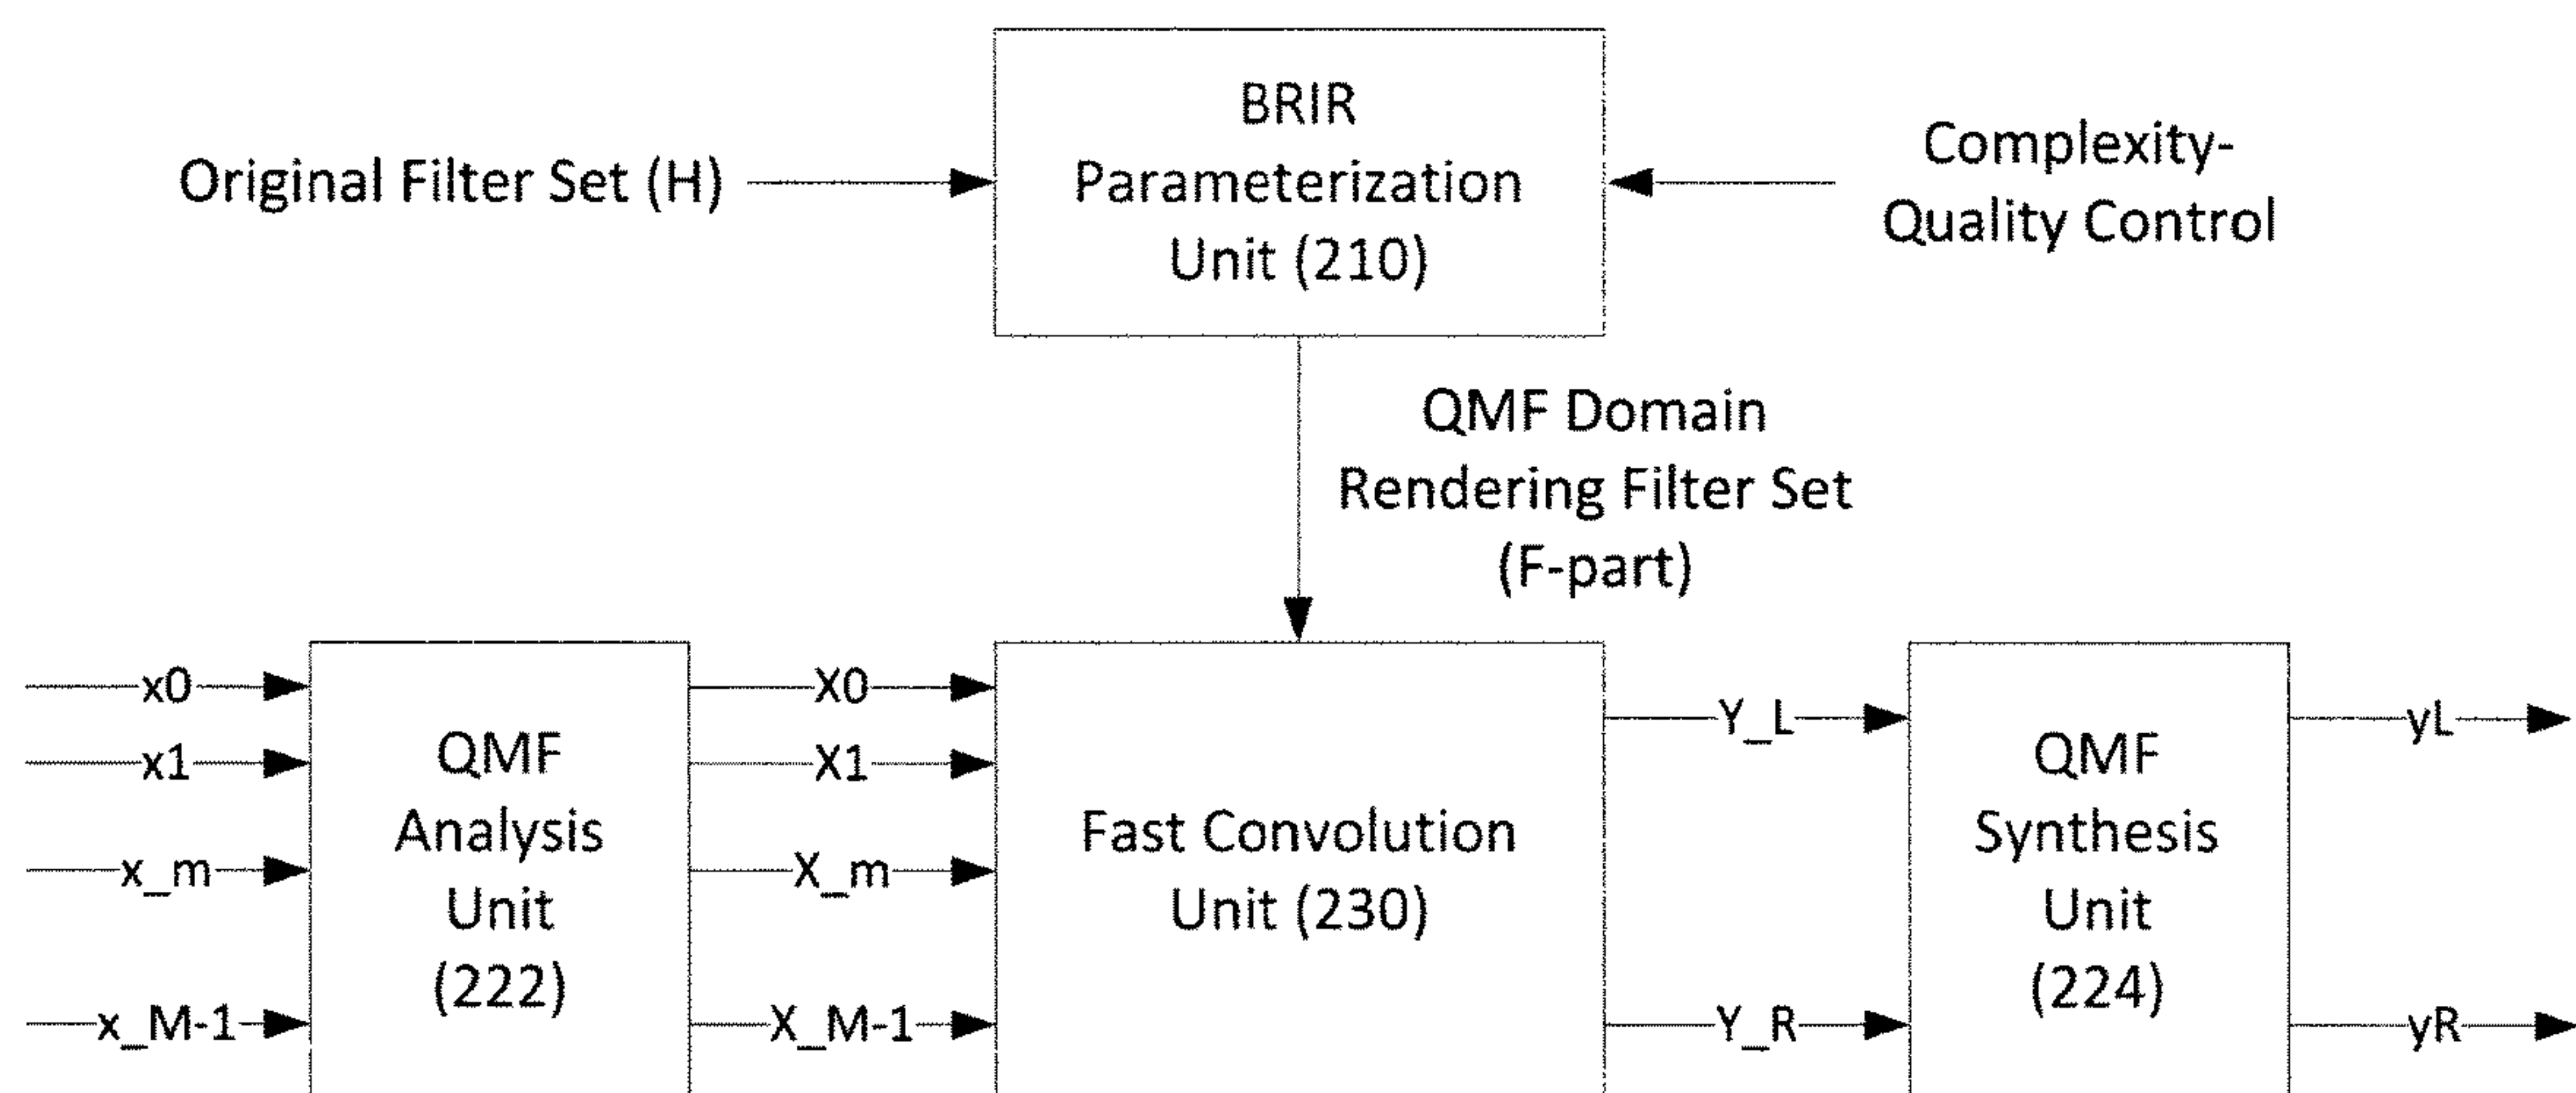 BRIR
Parameterization
Unit (210)
Original Filter Set (H)
Complexity-
Quality Control
QMF Domain
Rendering Filter Set
(F-part)
x0
x1
x_m
x_M-1
QMF
Analysis
Unit
(222)
X0
X1
X_m
X_M-1
Fast Convolution
Unit (230)
Y_L
Y_R
QMF
Synthesis
Unit
(224)
yL
yR